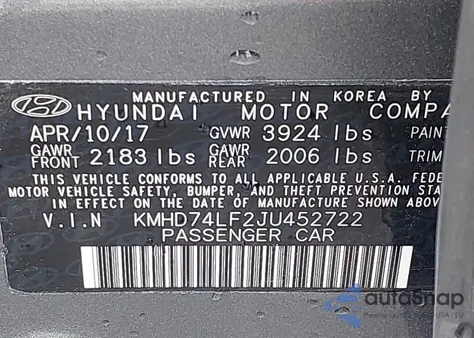 MANUFACTURED IN KOREA BY
HYUNDAI MOTOR COMPA
APR/10/17 GVWR 3924 lbs PAINT
GAWR FRONT 2183 lbs GAWR REAR 2006 lbs TRIM
THIS VEHICLE CONFORMS TO ALL APPLICABLE U.S.A. FEDE
MOTOR VEHICLE SAFETY, BUMPER, AND THEFT PREVENTION
IN EFFECT ON THE DATE OF MANUFACTURE SHOWN ABOVE.
V.I.N KMHD74LF2JU452722
PASSENGER CAR
autoSnap